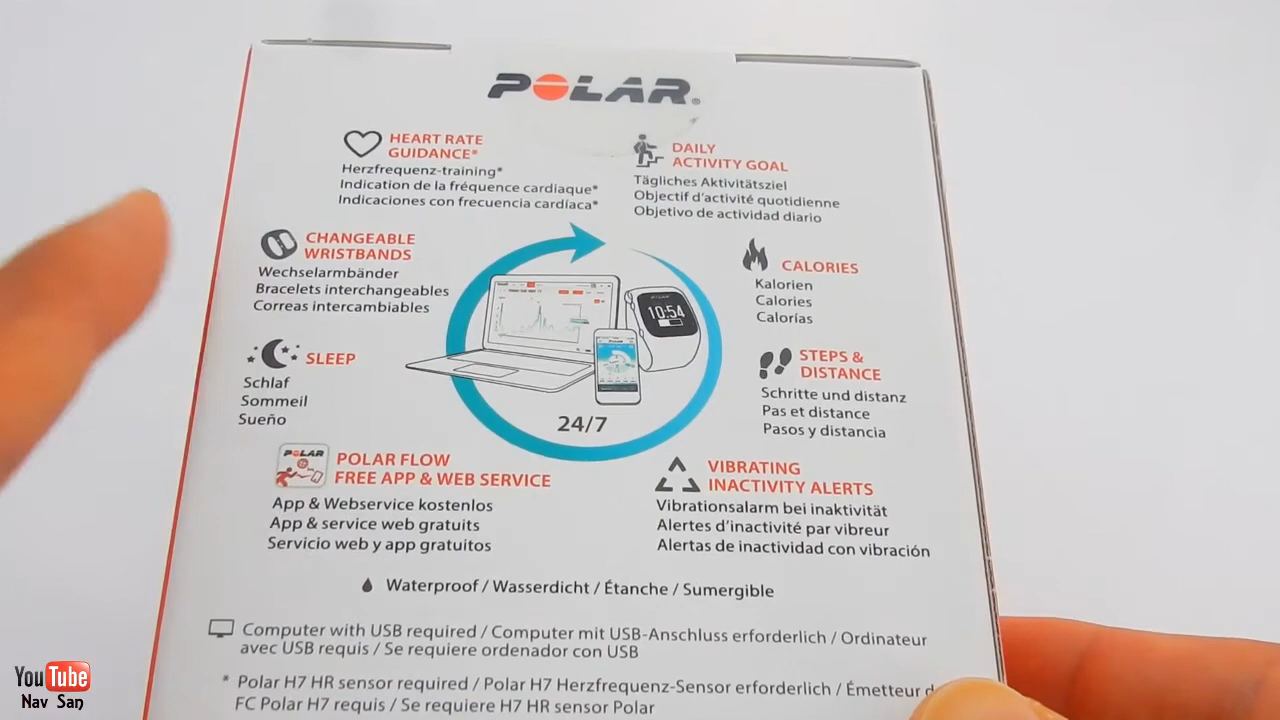 POLAR®
HEART RATE
GUIDANCE*
Herzfrequenz-training*
Indication de la fréquence cardiaque*
Indicaciones con frecuencia cardíaca*
DAILY
ACTIVITY GOAL
Tägliches Aktivitätsziel
Objectif d'activité quotidienne
Objetivo de actividad diario
CHANGEABLE
WRISTBANDS
Wechselarmbänder
Bracelets interchangeables
Correas intercambiables
CALORIES
Kalorien
Calories
Calorías
POLAR
10:54
SLEEP
Schlaf
Sommeil
Sueño
STEPS &
DISTANCE
Schritte und distanz
Pas et distance
Pasos y distancia
24/7
POLAR
POLAR FLOW
FREE APP & WEB SERVICE
App & Webservice kostenlos
App & service web gratuits
Servicio web y app gratuitos
VIBRATING
INACTIVITY ALERTS
Vibrationsalarm bei inaktivität
Alertes d'inactivité par vibreur
Alertas de inactividad con vibración
Waterproof / Wasserdicht / Étanche / Sumergible
Computer with USB required / Computer mit USB-Anschluss erforderlich / Ordinateur
avec USB requis / Se requiere ordenador con USB
* Polar H7 HR sensor required / Polar H7 Herzfrequenz-Sensor erforderlich / Émetteur
FC Polar H7 requis / Se requiere H7 HR sensor Polar
YouTube
Nav San